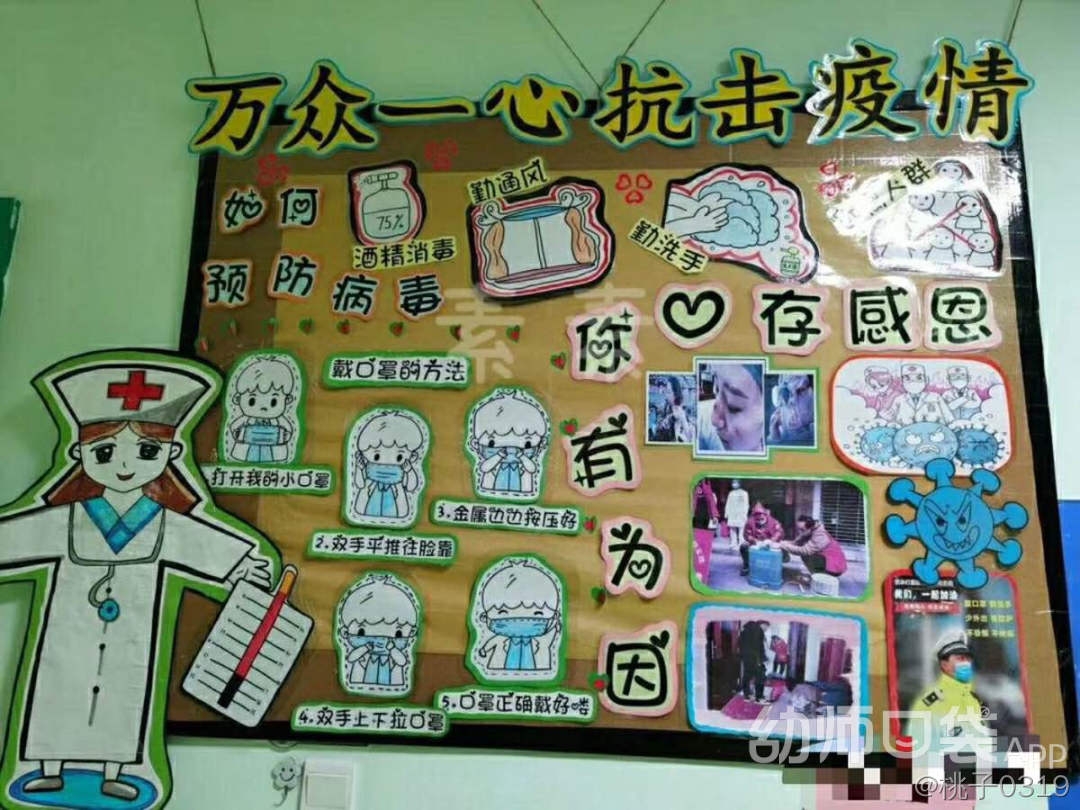 万众一心抗击疫情
如何
预防病毒
75%
酒精消毒
勤通风
勤洗手
人群
心存感恩
因为有你
戴口罩的方法
打开我的小口罩
2.双手平推往脸靠
3.金属边边按压好
4.双手上下拉口罩
5.口罩正确戴好喽
我们,一起加油
素材
幼师口袋®
App
@桃子0319